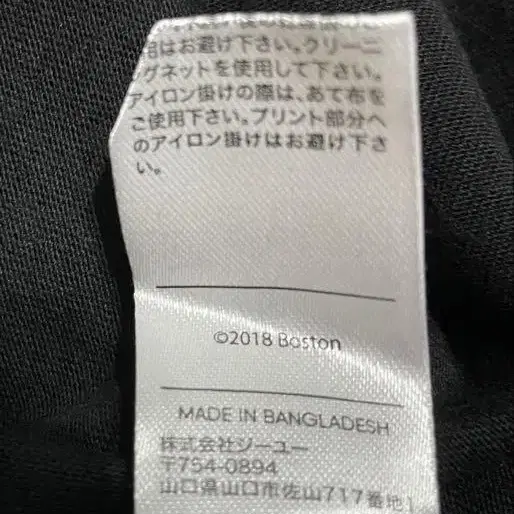 用はお避け下さい。クリーニ
グネットを使用して下さい。
アイロン掛けの際は、あて布を
ご使用下さい。プリント部分へ
のアイロン掛けはお避け下さ
い。
©2018 Boston
MADE IN BANGLADESH
株式会社ジーユー
〒754-0894
山口県山口市佐山717番地1